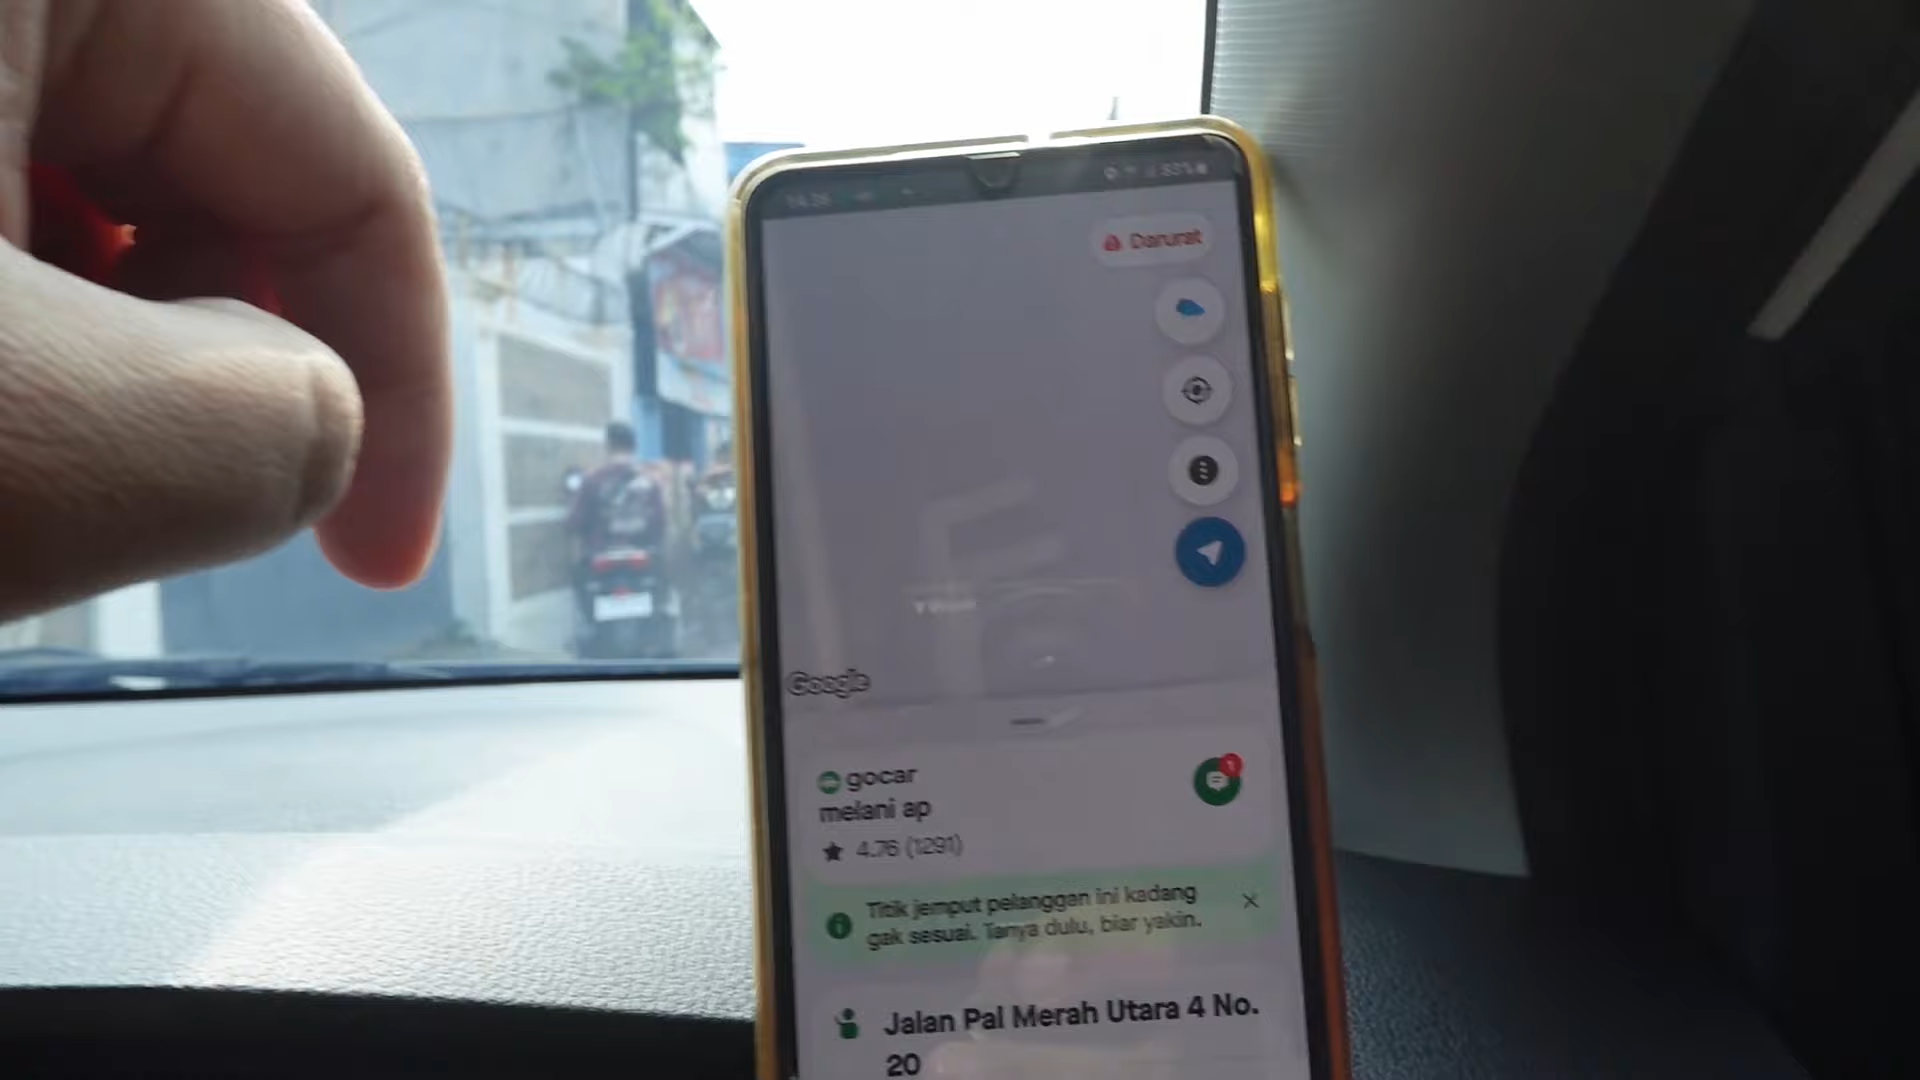 Darurat
Google
gocar
1
melani ap
4.76 (1291)
Titik jemput pelanggan ini kadang
gak sesuai. Tanya dulu, biar yakin.
Jalan Pal Merah Utara 4 No.
20